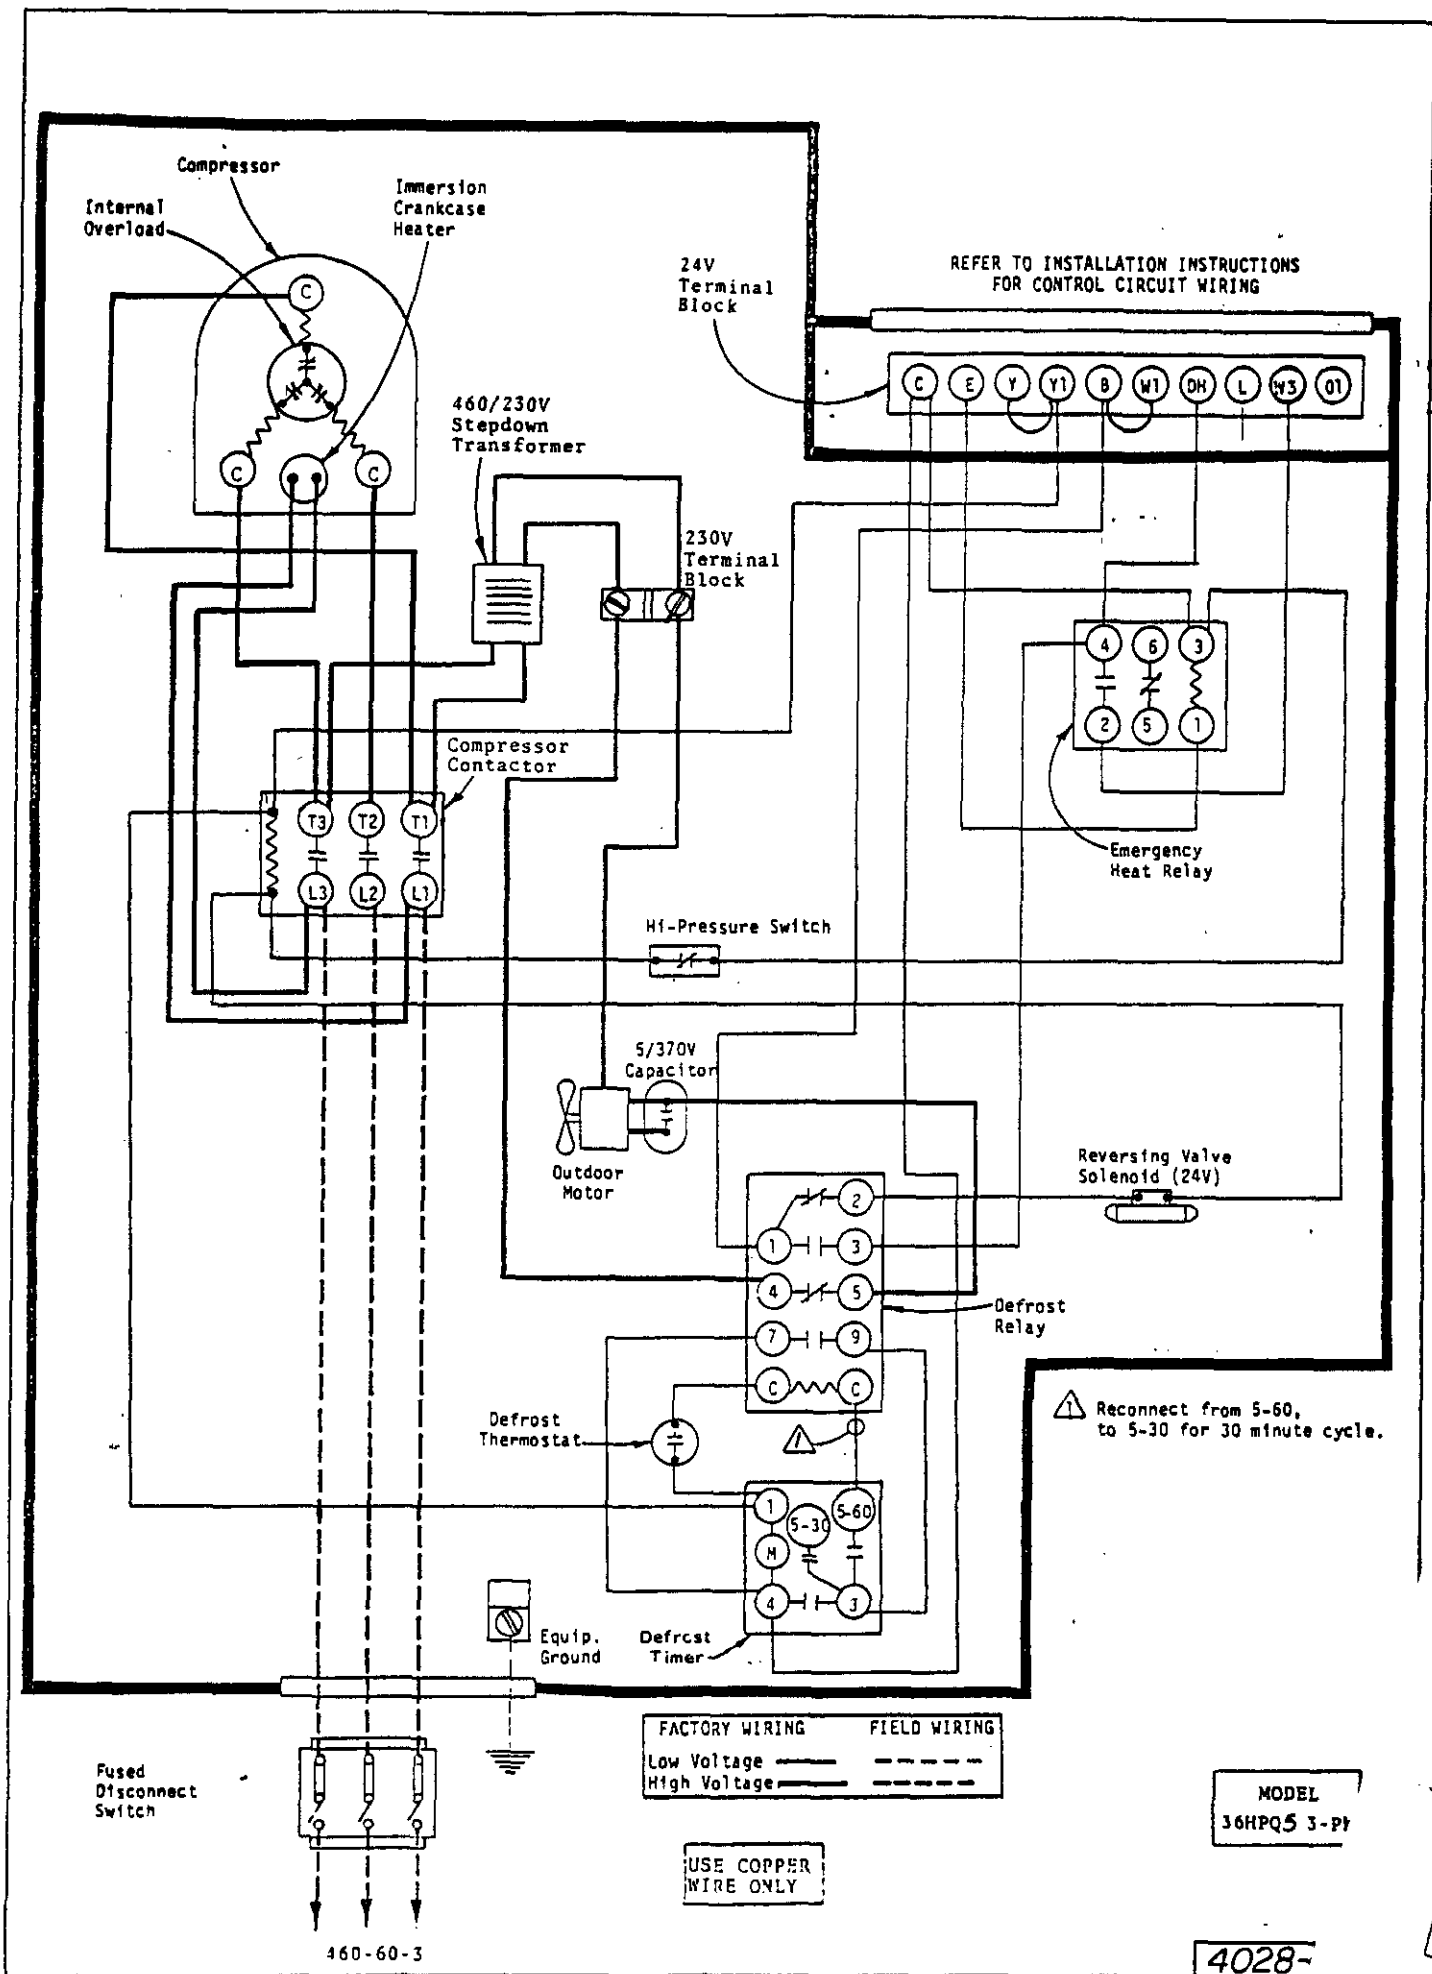 Compressor
Internal
Overload
Immersion
Crankcase
Heater
C
C
C
460/230V
Stepdown
Transformer
24V
Terminal
Block
REFER TO INSTALLATION INSTRUCTIONS
FOR CONTROL CIRCUIT WIRING
C E Y Y1 B W1 DH L W3 O1
230V
Terminal
Block
4 6 3
2 5 1
Emergency
Heat Relay
Compressor
Contactor
T3 T2 T1
L3 L2 L1
Hi-Pressure Switch
5/370V
Capacitor
Outdoor
Motor
Reversing Valve
Solenoid (24V)
2
1 3
4 5
7 9
C C
Defrost
Relay
1 Reconnect from 5-60,
to 5-30 for 30 minute cycle.
Defrost
Thermostat
1
1 5-30 5-60
M
4 3
Defrost
Timer
Equip.
Ground
FACTORY WIRING FIELD WIRING
Low Voltage
High Voltage
Fused
Disconnect
Switch
MODEL
36HPQ5 3-P
USE COPPER
WIRE ONLY
460-60-3
4028-